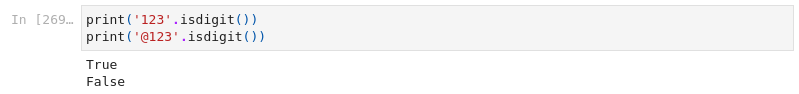 In [269…
print('123'.isdigit())
print('@123'.isdigit())
True
False